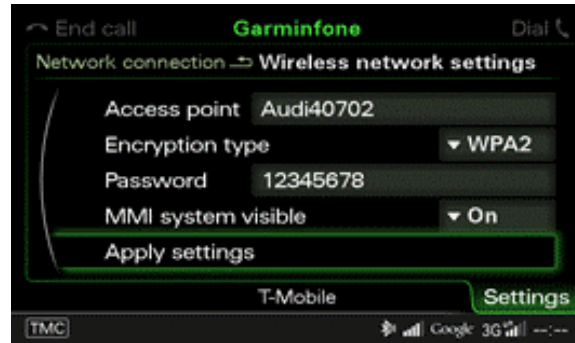 End call Garminfone Dial
Network connection Wireless network settings
Access point Audi40702
Encryption type WPA2
Password 12345678
MMI system visible On
Apply settings
T-Mobile Settings
TMC Google 3G --:--